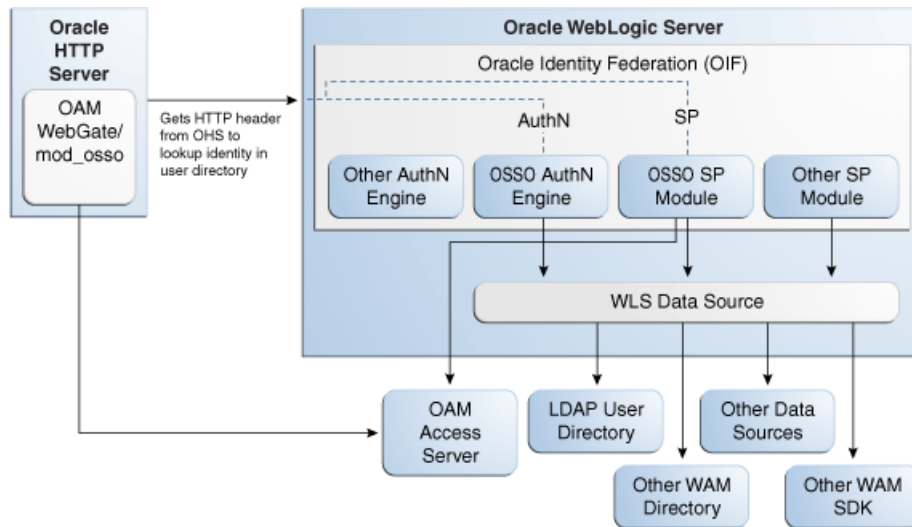 Oracle
HTTP
Server
OAM
WebGate/
mod_osso
Gets HTTP header
from OHS to
lookup identity in
user directory
Oracle WebLogic Server
Oracle Identity Federation (OIF)
AuthN
SP
Other AuthN
Engine
OSSO AuthN
Engine
OSSO SP
Module
Other SP
Module
WLS Data Source
OAM
Access
Server
LDAP User
Directory
Other Data
Sources
Other WAM
Directory
Other WAM
SDK